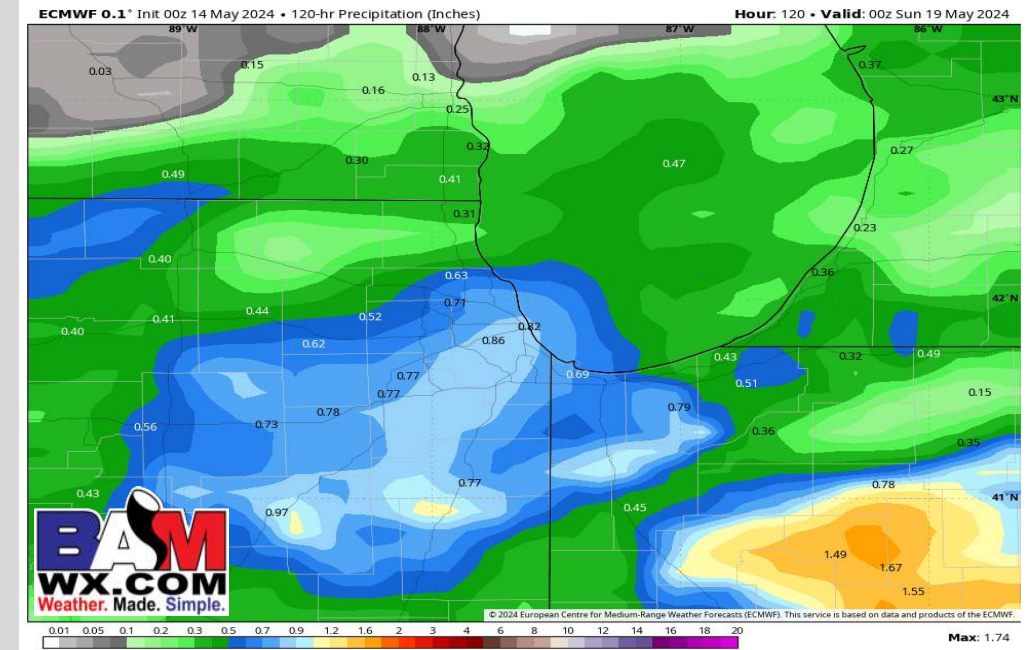 ECMWF 0.1° Init 00z 14 May 2024 • 120-hr Precipitation (Inches)
Hour: 120 • Valid: 00z Sun 19 May 2024
89°W 88°W 87°W 86°W
0.03 0.15 0.16 0.13 0.37
43°N
0.25
0.32 0.27
0.30 0.47
0.49 0.41
0.31 0.23
0.40 0.63 0.36
42°N
0.71
0.44 0.52
0.40 0.41 0.82
0.62 0.86
0.43 0.32 0.49
0.77 0.69 0.51
0.77 0.15
0.78 0.79
0.56 0.73 0.36
0.35
0.77 0.78
0.43 41°N
0.97 0.45
1.49
1.67
1.55
BAM
WX.COM
Weather. Made. Simple.
© 2024 European Centre for Medium-Range Weather Forecasts (ECMWF). This service is based on data and products of the ECMWF.
0.01 0.05 0.1 0.2 0.3 0.5 0.7 0.9 1.2 1.6 2 3 4 6 8 10 12 14 16 18 20
Max: 1.74